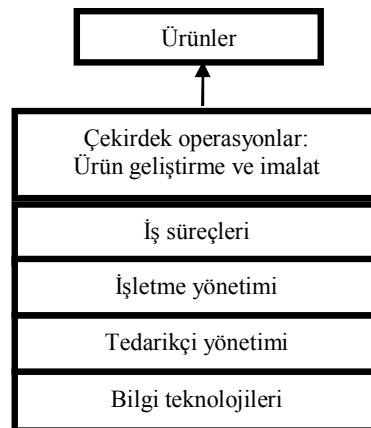 Ürünler
Çekirdek operasyonlar:
Ürün geliştirme ve imalat
İş süreçleri
İşletme yönetimi
Tedarikçi yönetimi
Bilgi teknolojileri